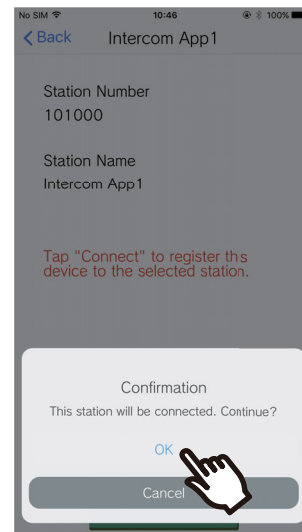 No SIM 10:46 100%
Back Intercom App1
Station Number
101000
Station Name
Intercom App1
Tap "Connect" to register ths
device to the selected station.
Confirmation
This station will be connected. Continue?
OK
Cancel